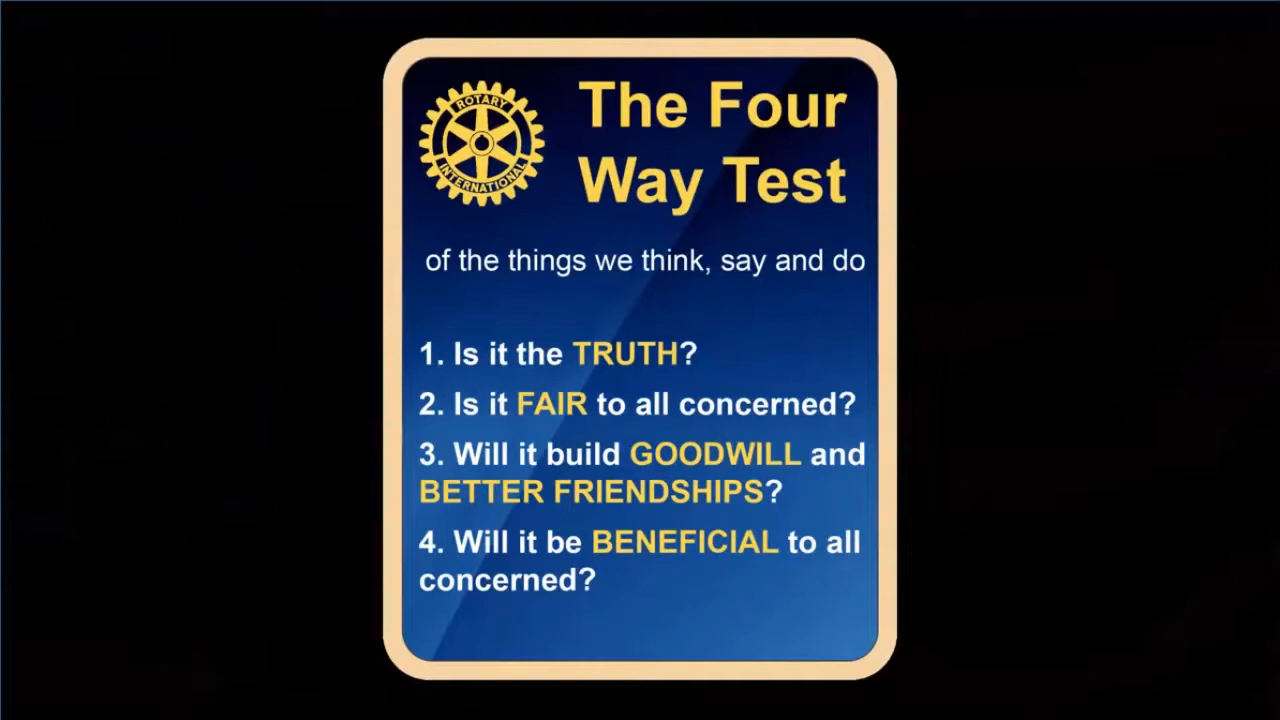 ROTARY
INTERNATIONAL
The Four
Way Test
of the things we think, say and do
1. Is it the TRUTH?
2. Is it FAIR to all concerned?
3. Will it build GOODWILL and
BETTER FRIENDSHIPS?
4. Will it be BENEFICIAL to all
concerned?